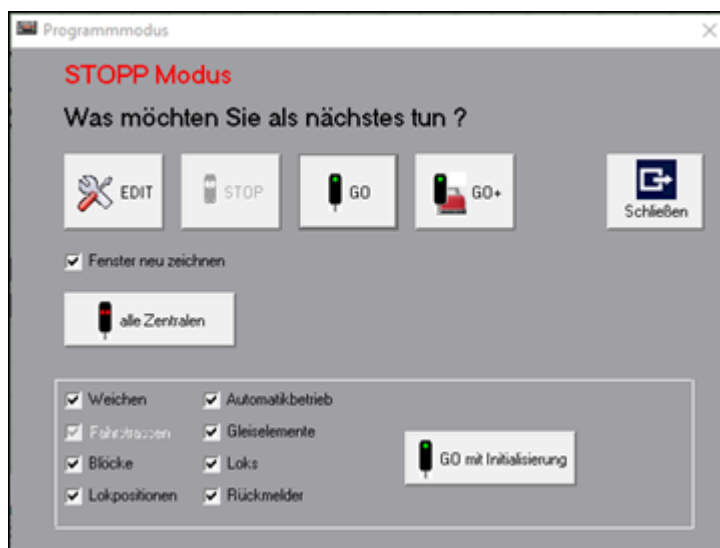 Programmmodus
STOPP Modus
Was möchten Sie als nächstes tun ?
EDIT
STOP
GO
GO+
Schließen
Fenster neu zeichnen
alle Zentralen
Weichen
Automatikbetrieb
Fahrstrassen
Gleiselemente
Blöcke
Loks
GO mit Initialisierung
Lokpositionen
Rückmelder